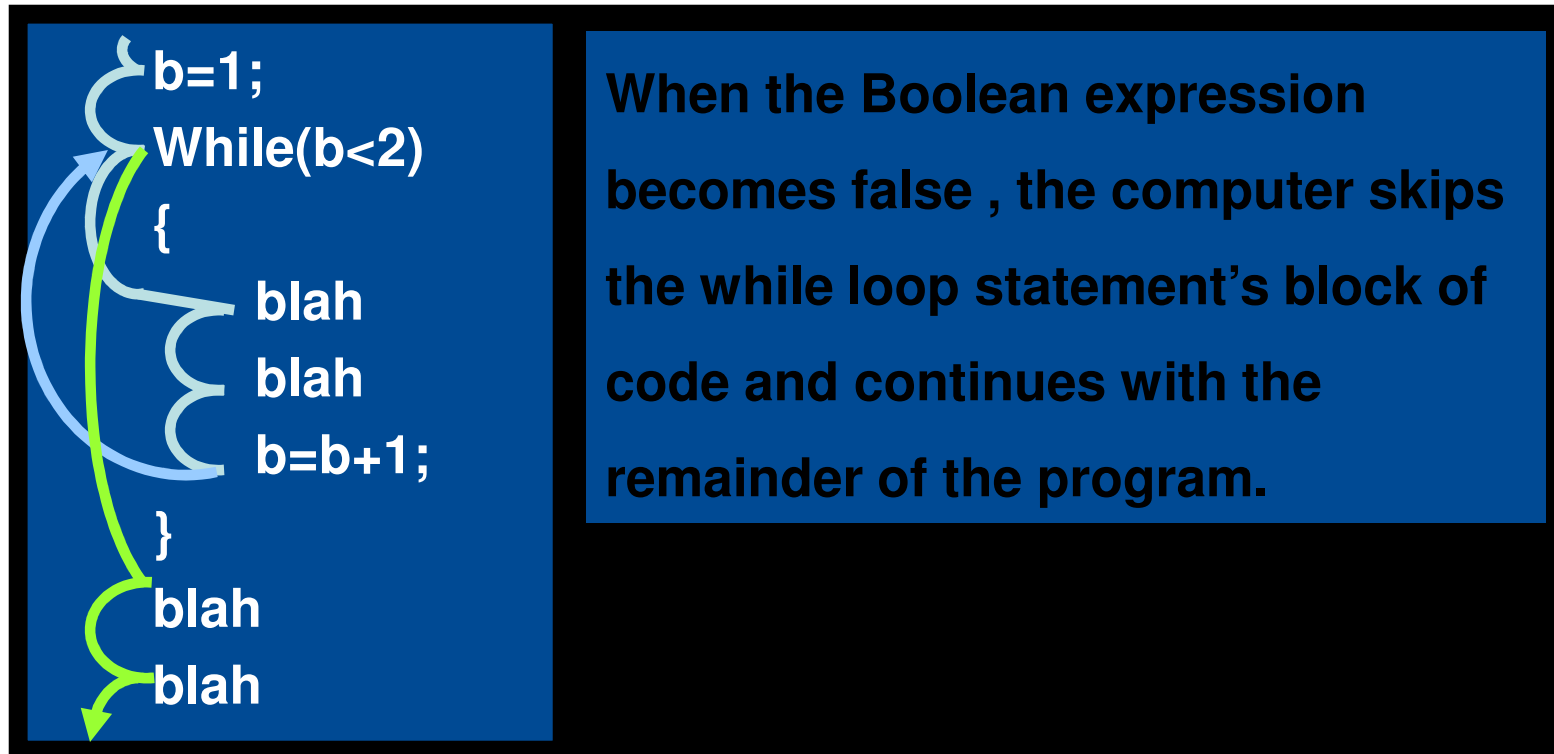 b=1;
While(b<2)
{
blah
blah
b=b+1;
}
blah
blah
When the Boolean expression
becomes false , the computer skips
the while loop statement’s block of
code and continues with the
remainder of the program.